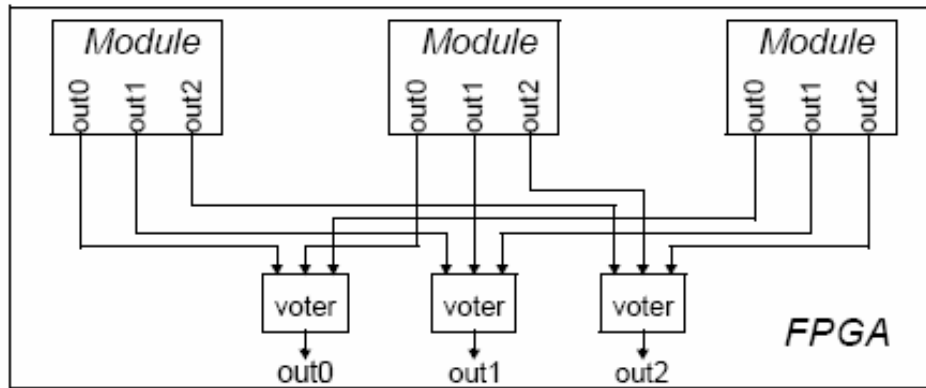 Module Module Module
out0 out1 out2 out0 out1 out2 out0 out1 out2
voter voter voter
FPGA
out0 out1 out2